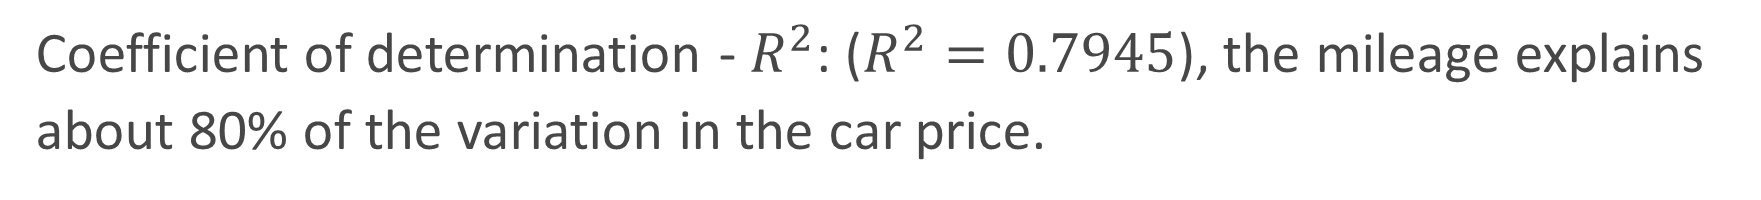 Coefficient of determination - R²: (R² = 0.7945), the mileage explains
about 80% of the variation in the car price.